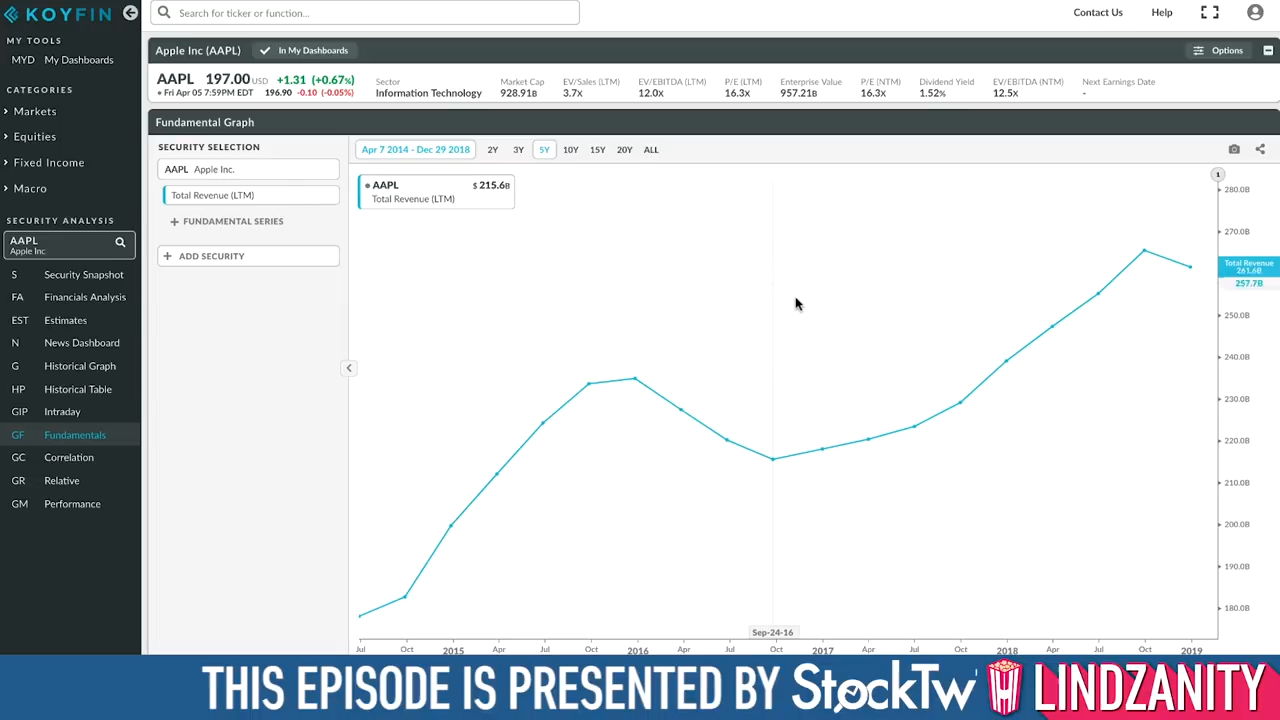 KOYFIN
Search for ticker or function...
Contact Us
Help
MY TOOLS
MYD My Dashboards
CATEGORIES
Markets
Equities
Fixed Income
Macro
SECURITY ANALYSIS
AAPL
Apple Inc
S Security Snapshot
FA Financials Analysis
EST Estimates
N News Dashboard
G Historical Graph
HP Historical Table
GIP Intraday
GF Fundamentals
GC Correlation
GR Relative
GM Performance
Apple Inc (AAPL)
In My Dashboards
Options
AAPL 197.00 USD +1.31 (+0.67%)
Fri Apr 05 7:59PM EDT 196.90 -0.10 (-0.05%)
Sector
Information Technology
Market Cap
928.91B
EV/Sales (LTM)
3.7X
EV/EBITDA (LTM)
12.0X
P/E (LTM)
16.3X
Enterprise Value
957.21B
P/E (NTM)
16.3X
Dividend Yield
1.52%
EV/EBITDA (NTM)
12.5X
Next Earnings Date
-
Fundamental Graph
SECURITY SELECTION
AAPL Apple Inc.
Total Revenue (LTM)
+ FUNDAMENTAL SERIES
+ ADD SECURITY
Apr 7 2014 - Dec 29 2018 2Y 3Y 5Y 10Y 15Y 20Y ALL
AAPL $ 215.6B
Total Revenue (LTM)
1
280.0B
270.0B
Total Revenue
261.6B
257.7B
250.0B
240.0B
230.0B
220.0B
210.0B
200.0B
190.0B
180.0B
Sep-24-16
Jul Oct 2015 Apr Jul Oct 2016 Apr Jul Oct 2017 Apr Jul Oct 2018 Apr Jul Oct 2019
THIS EPISODE IS PRESENTED BY StockTw LINDZANITY